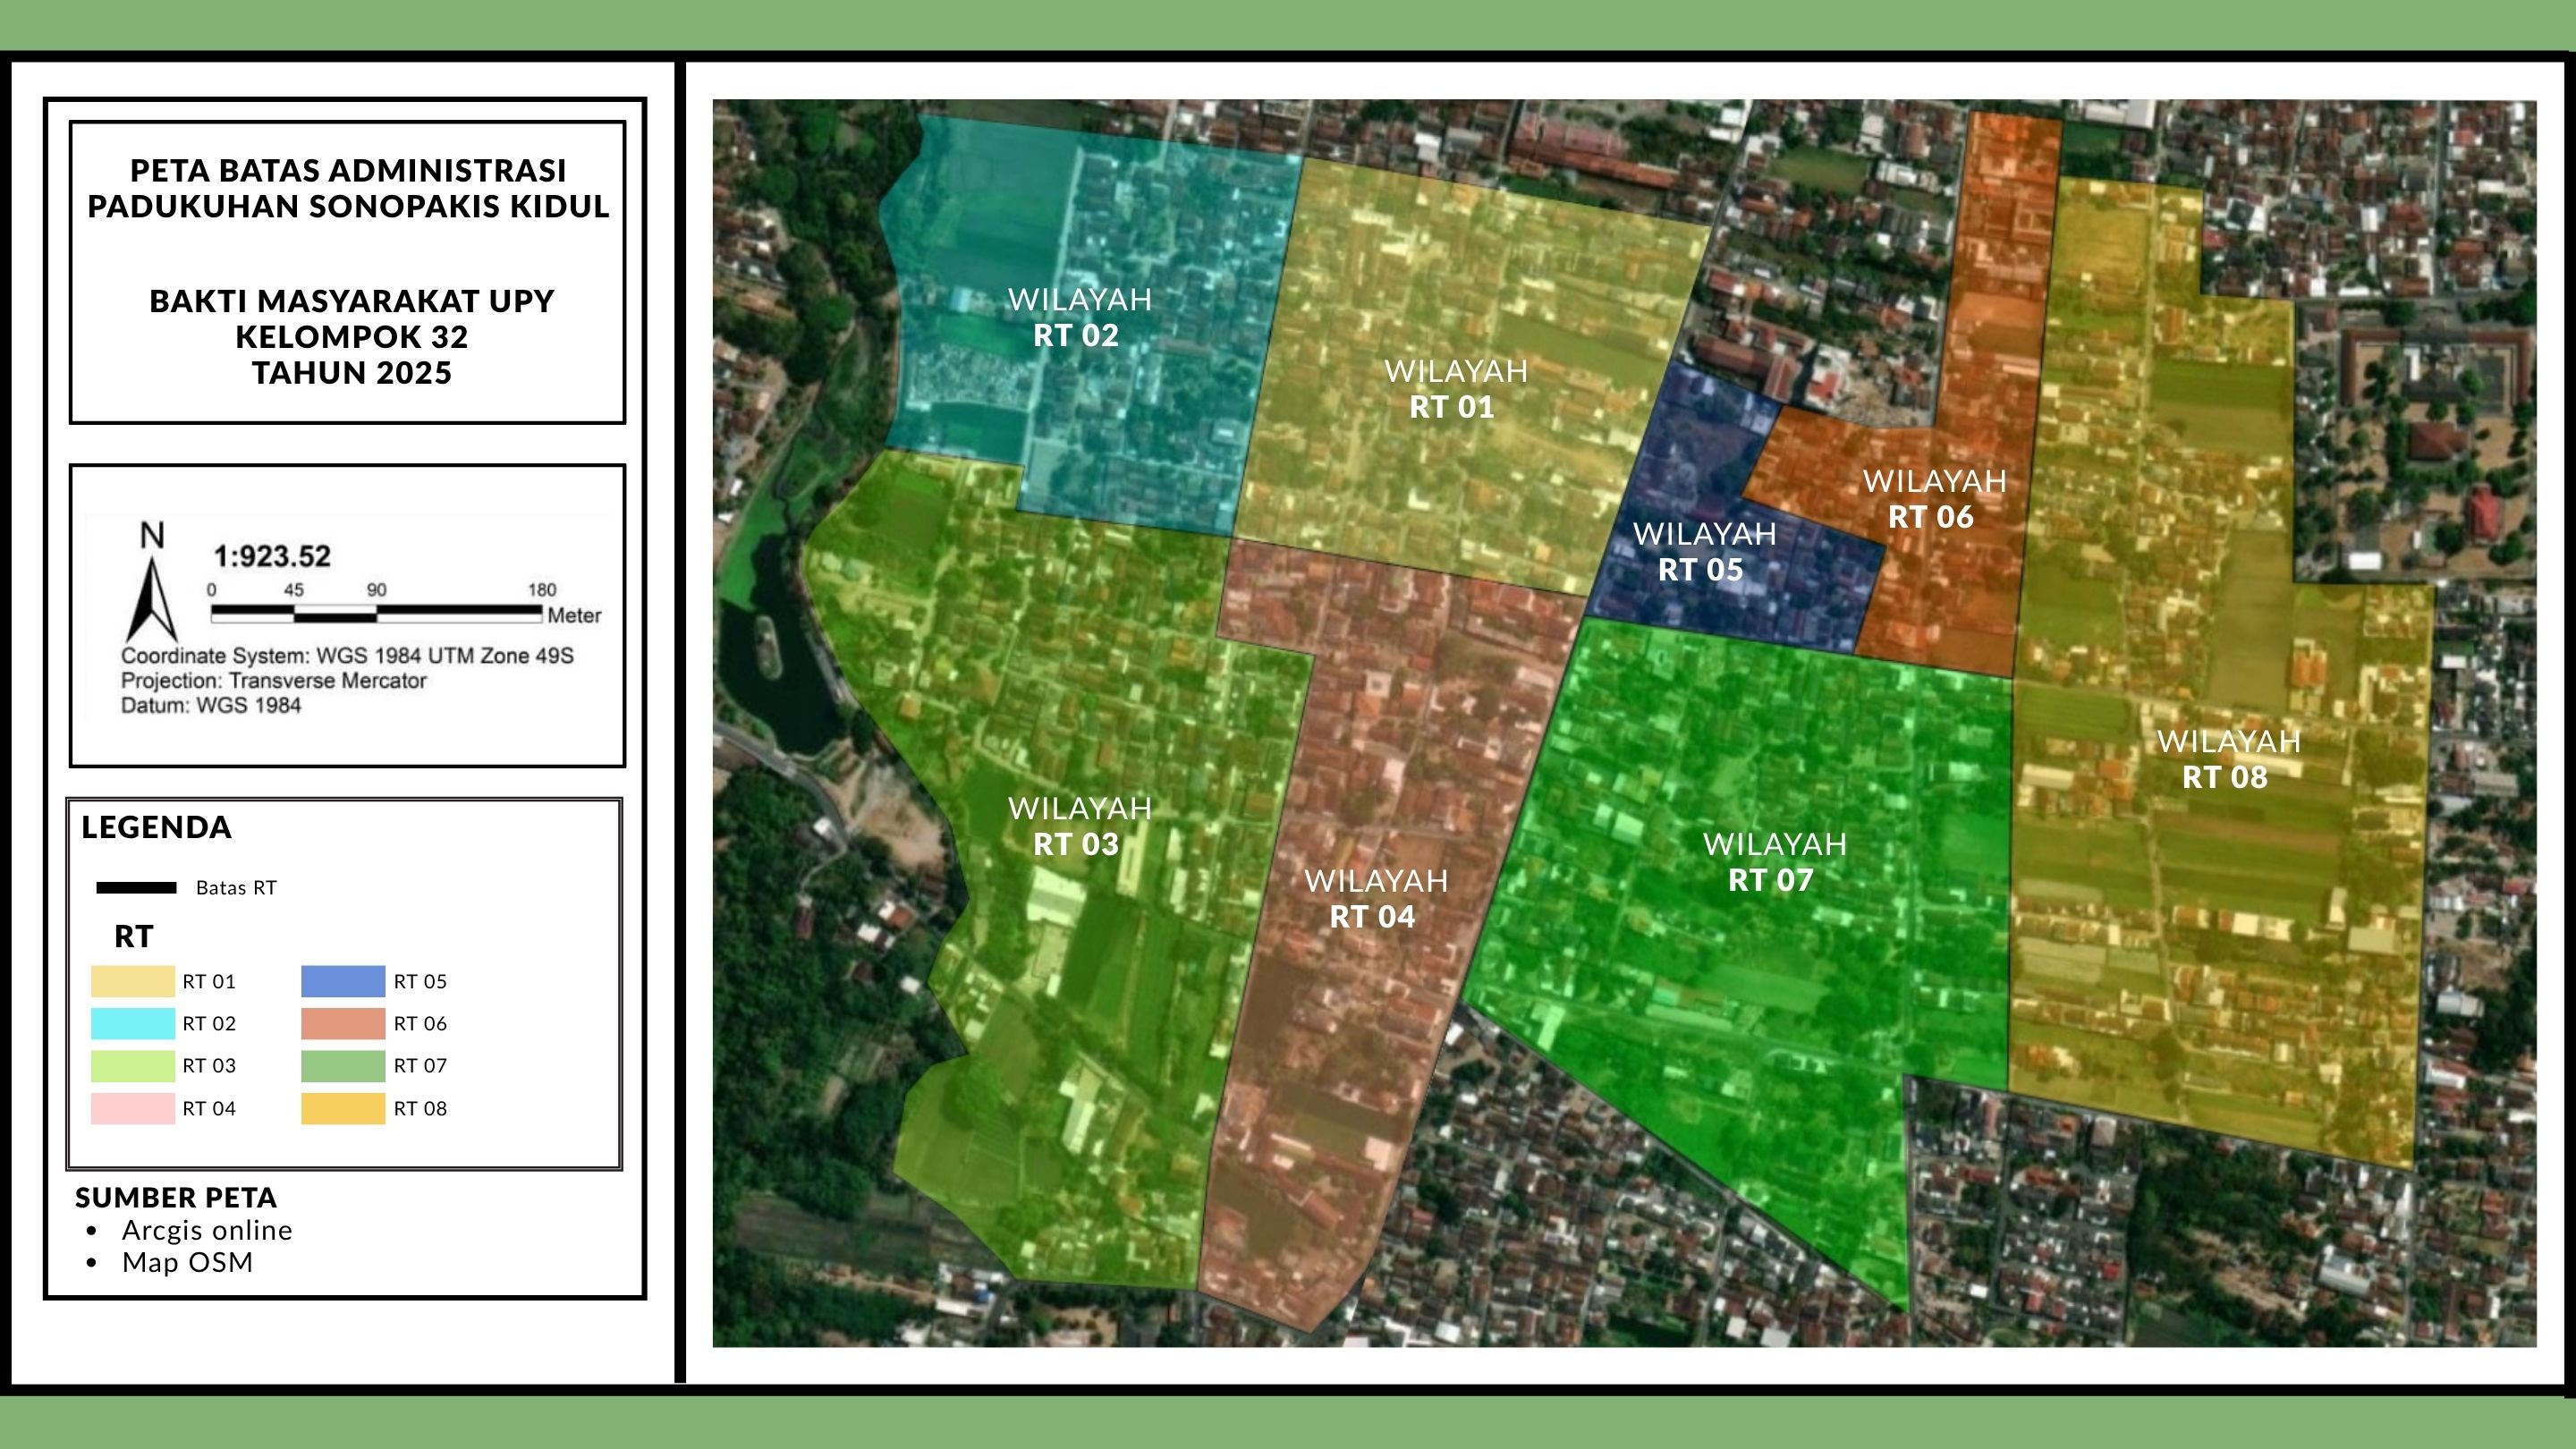 PETA BATAS ADMINISTRASI
PADUKUHAN SONOPAKIS KIDUL
BAKTI MASYARAKAT UPY
KELOMPOK 32
TAHUN 2025
N
1:923.52
0 45 90 180
Meter
Coordinate System: WGS 1984 UTM Zone 49S
Projection: Transverse Mercator
Datum: WGS 1984
LEGENDA
Batas RT
RT
RT 01
RT 02
RT 03
RT 04
RT 05
RT 06
RT 07
RT 08
SUMBER PETA
• Arcgis online
• Map OSM
WILAYAH
RT 02
WILAYAH
RT 01
WILAYAH
RT 06
WILAYAH
RT 05
WILAYAH
RT 08
WILAYAH
RT 03
WILAYAH
RT 07
WILAYAH
RT 04